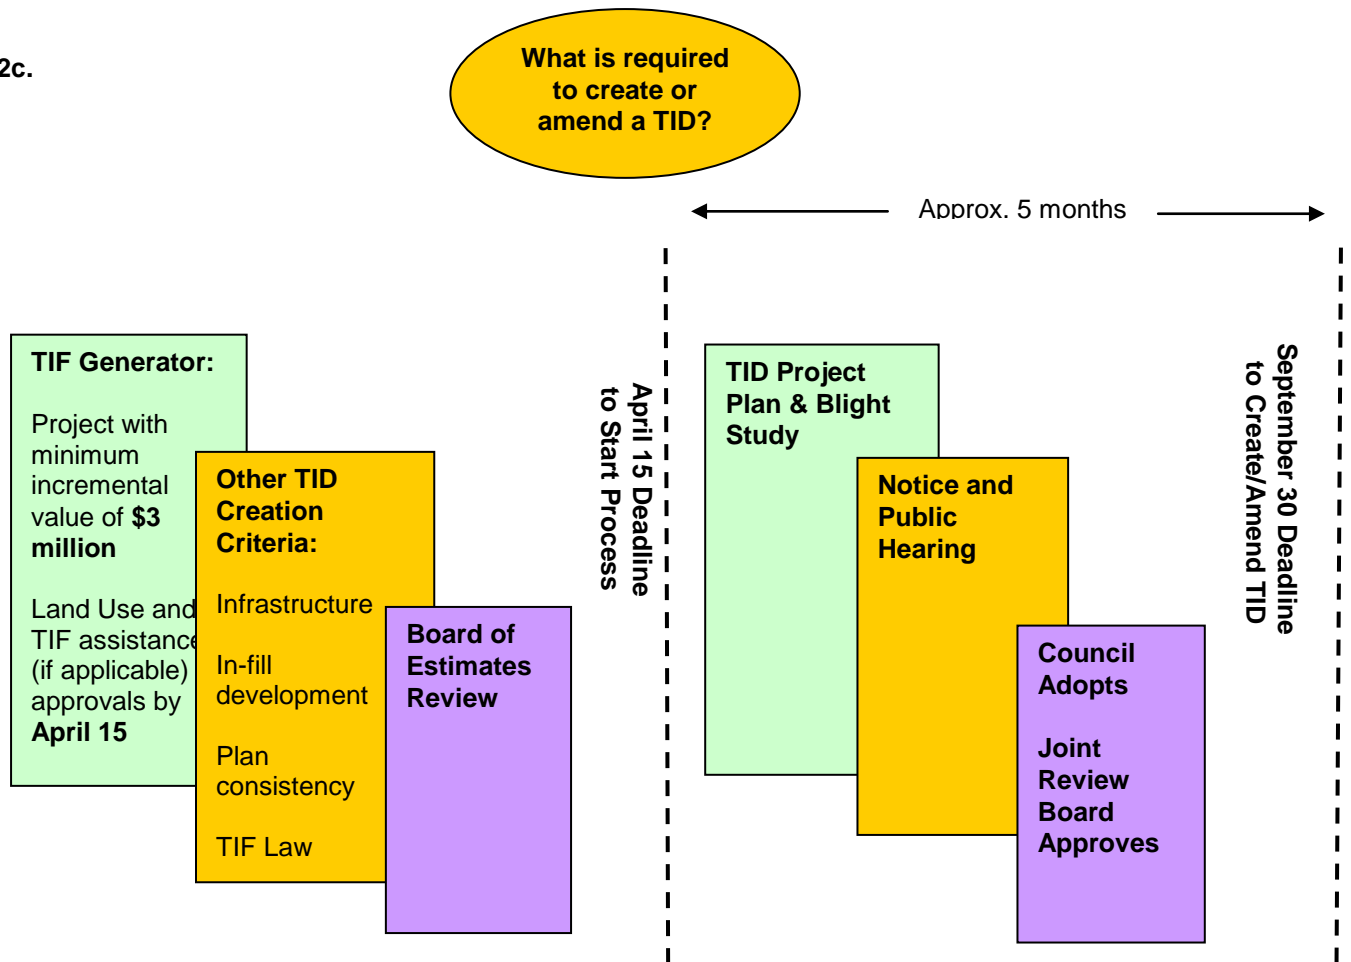 2c.
What is required
to create or
amend a TID?
Approx. 5 months
TIF Generator:
Project with
minimum
incremental
value of $3
million
Land Use and
TIF assistance
(if applicable)
approvals by
April 15
Other TID
Creation
Criteria:
Infrastructure
In-fill
development
Plan
consistency
TIF Law
Board of
Estimates
Review
April 15 Deadline
to Start Process
TID Project
Plan & Blight
Study
Notice and
Public
Hearing
Council
Adopts
Joint
Review
Board
Approves
September 30 Deadline
to Create/Amend TID